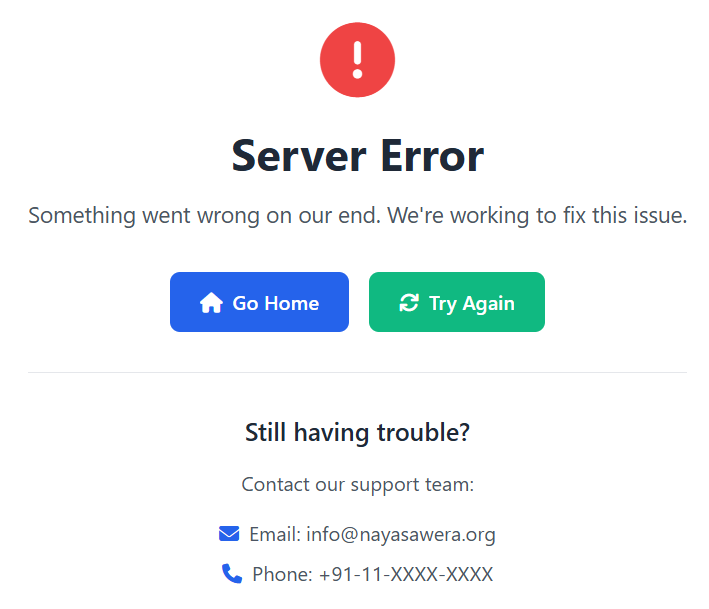 Server Error
Something went wrong on our end. We're working to fix this issue.
Go Home
Try Again
Still having trouble?
Contact our support team:
Email: info@nayasawera.org
Phone: +91-11-XXXX-XXXX